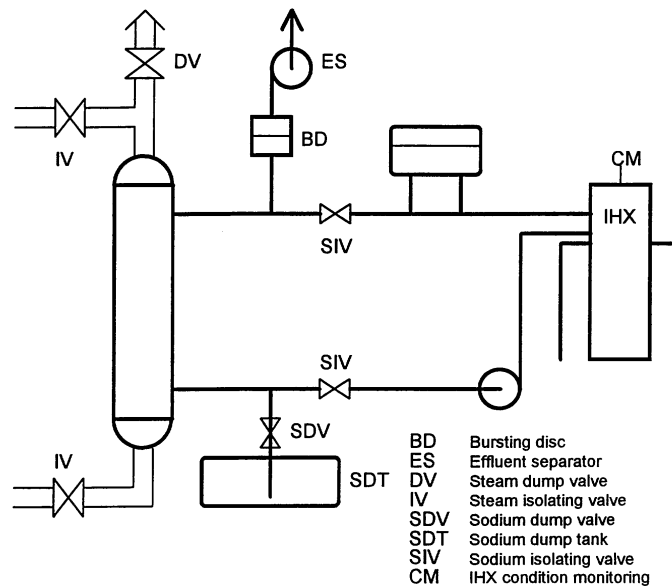 DV
ES
BD
IV
CM
IHX
SIV
SIV
SDV
IV
SDT
BD Bursting disc
ES Effluent separator
DV Steam dump valve
IV Steam isolating valve
SDV Sodium dump valve
SDT Sodium dump tank
SIV Sodium isolating valve
CM IHX condition monitoring